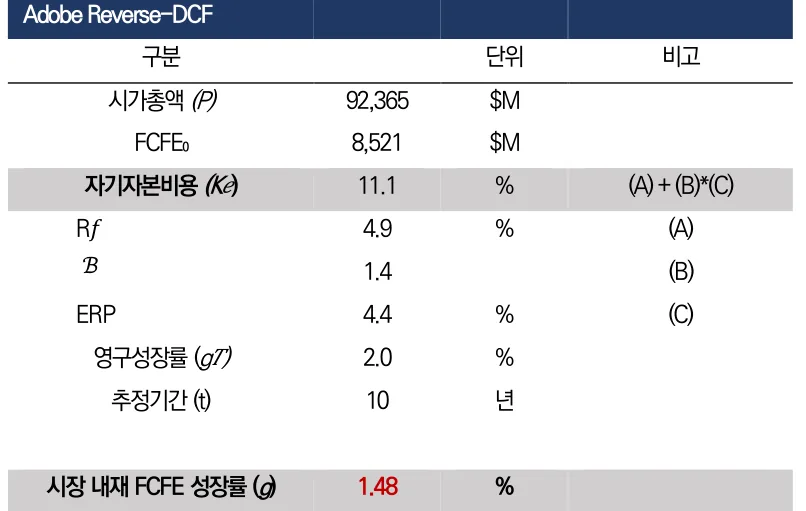 Adobe Reverse-DCF
구분 단위 비고
시가총액 (P) 92,365 $M
FCFE₀ 8,521 $M
자기자본비용 (Ke) 11.1 % (A) + (B)*(C)
Rf 4.9 % (A)
ℬ 1.4 (B)
ERP 4.4 % (C)
영구성장률 (gT) 2.0 %
추정기간 (t) 10 년
시장 내재 FCFE 성장률 (g) 1.48 %